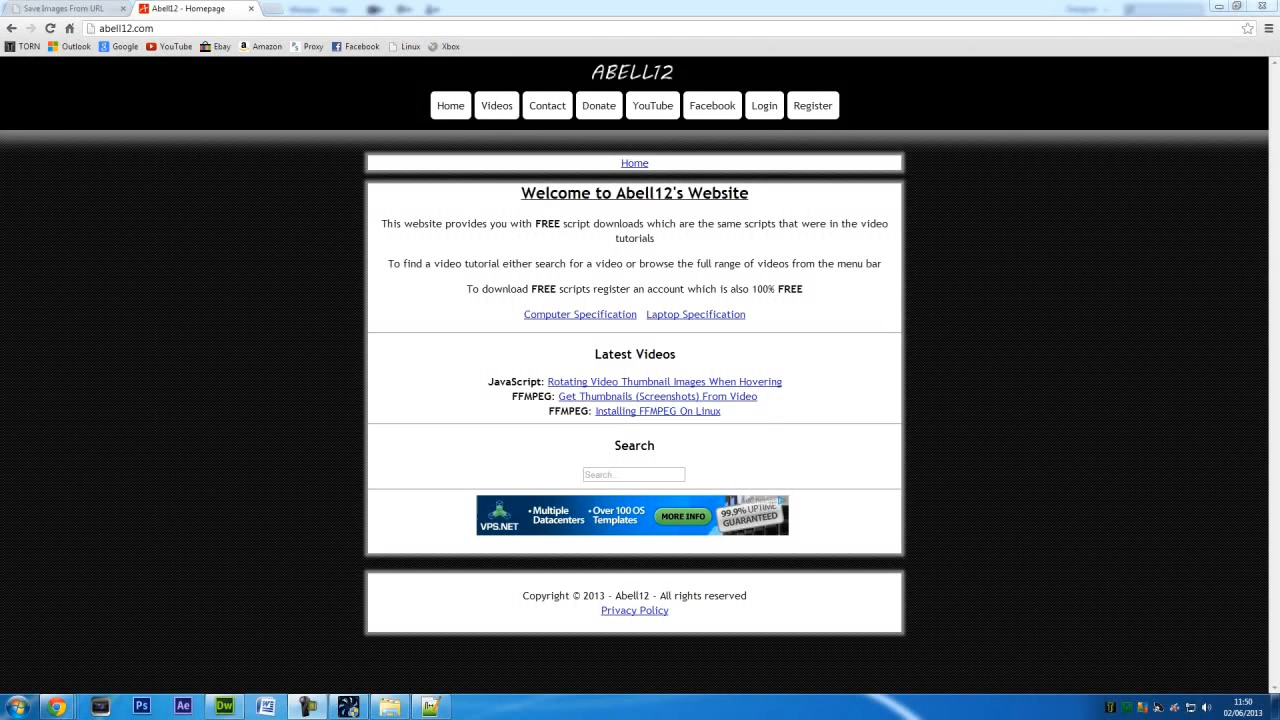 Save Images From URL
Abell12 - Homepage
abell12.com
TORN Outlook Google YouTube Ebay Amazon Proxy Facebook Linux Xbox
ABELL12
Home Videos Contact Donate YouTube Facebook Login Register
Home
Welcome to Abell12's Website
This website provides you with FREE script downloads which are the same scripts that were in the video
tutorials
To find a video tutorial either search for a video or browse the full range of videos from the menu bar
To download FREE scripts register an account which is also 100% FREE
Computer Specification Laptop Specification
Latest Videos
JavaScript: Rotating Video Thumbnail Images When Hovering
FFMPEG: Get Thumbnails (Screenshots) From Video
FFMPEG: Installing FFMPEG On Linux
Search
Search...
VPS.NET
•Multiple
Datacenters
•Over 100 OS
Templates
MORE INFO
99.9% UPTIME
GUARANTEED
Copyright © 2013 - Abell12 - All rights reserved
Privacy Policy
Ps Ae Dw
11:50
02/06/2013